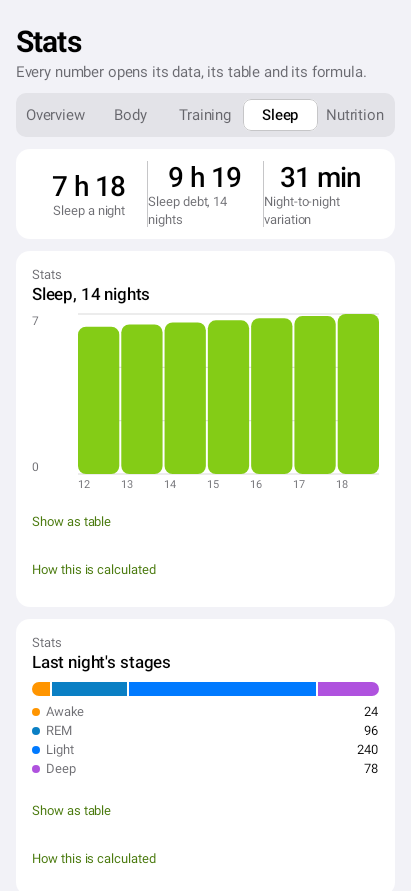 Stats
Every number opens its data, its table and its formula.
Overview Body Training Sleep Nutrition
7 h 18 9 h 19 31 min
Sleep a night Sleep debt, 14 nights Night-to-night variation
Stats
Sleep, 14 nights
7
0
12 13 14 15 16 17 18
Show as table
How this is calculated
Stats
Last night's stages
Awake 24
REM 96
Light 240
Deep 78
Show as table
How this is calculated